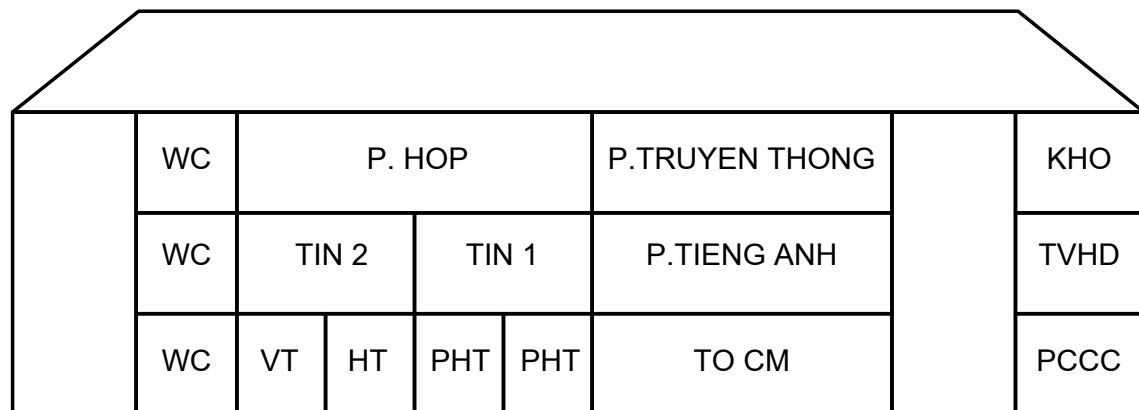 WC P. HOP P.TRUYEN THONG KHO
WC TIN 2 TIN 1 P.TIENG ANH TVHD
WC VT HT PHT PHT TO CM PCCC